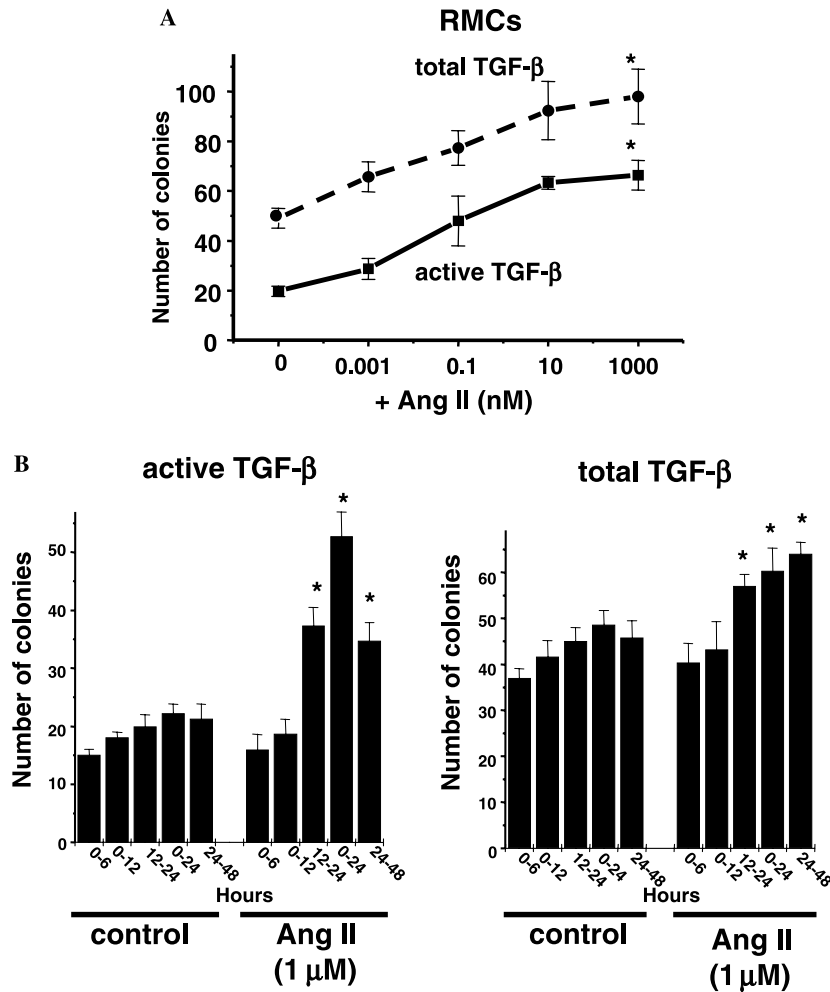 A
RMCs
total TGF-β
*
100
80
60
40
20
0
Number of colonies
*
active TGF-β
0 0.001 0.1 10 1000
+ Ang II (nM)
B
active TGF-β
Number of colonies
50
40
30
20
10
0
*
*
*
0-6 0-12 12-24 0-24 24-48 0-6 0-12 12-24 0-24 24-48
Hours
control
Ang II
(1 μM)
total TGF-β
Number of colonies
60
50
40
30
20
10
0
*
*
*
0-6 0-12 12-24 0-24 24-48 0-6 0-12 12-24 0-24 24-48
Hours
control
Ang II
(1 μM)